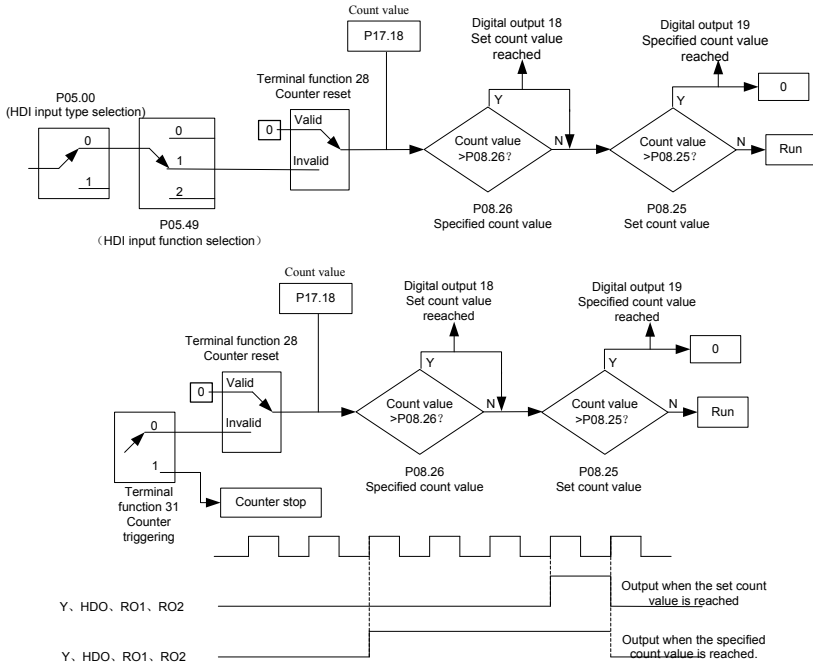 Count value
P17.18
Digital output 18
Set count value
reached
Digital output 19
Specified count value
reached
P05.00
(HDI input type selection)
Terminal function 28
Counter reset
0
1
0
1
2
P05.49
（HDI input function selection）
0
Valid
Invalid
Y
Count value
>P08.26?
N
P08.26
Specified count value
Y
0
Count value
>P08.25?
N
Run
P08.25
Set count value
Count value
P17.18
Digital output 18
Set count value
reeached
Digital output 19
Specified count value
reached
Terminal function 28
Counter reset
0
Valid
Invalid
0
1
Terminal
function 31
Counter
triggering
Counter stop
Y
Count value
>P08.26?
N
P08.26
Specified count value
Y
0
Count value
>P08.25?
N
Run
P08.25
Set count value
Y、HDO、RO1、RO2
Output when the set count
value is reached
Y、HDO、RO1、RO2
Output when the specified
count value is reached.